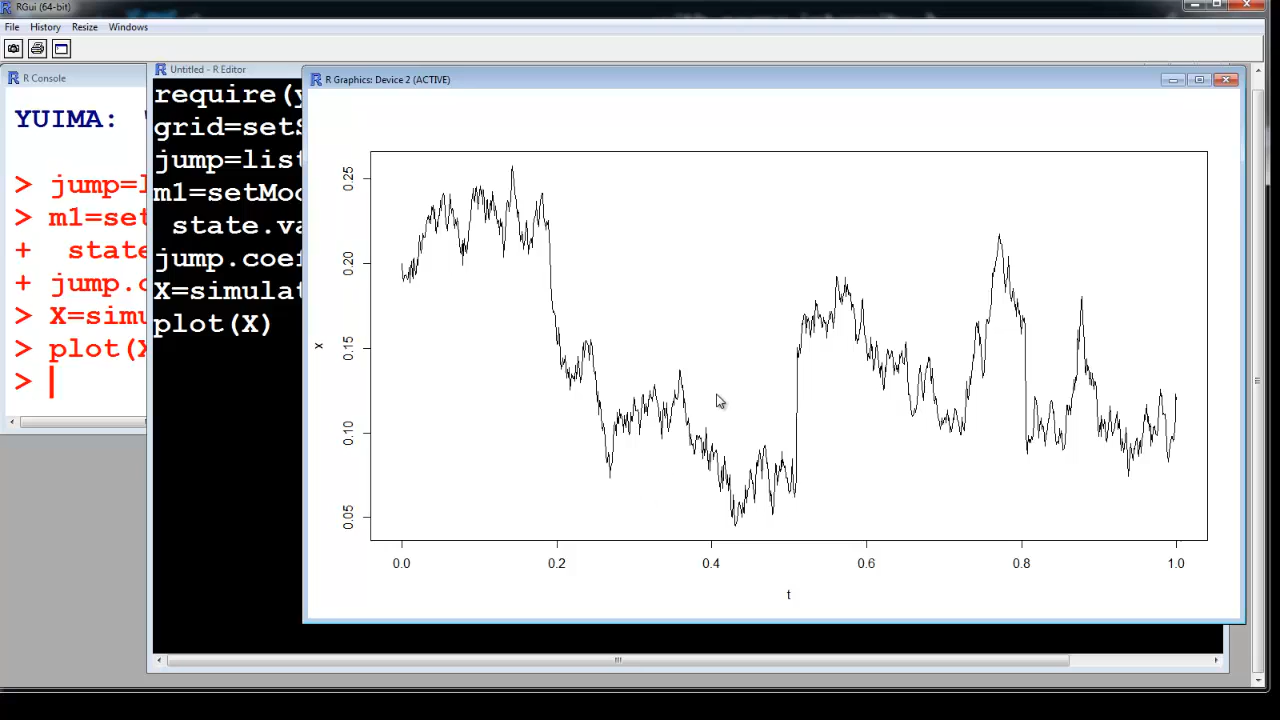 RGui (64-bit)
File History Resize Windows
R Console
YUIMA:
> jump=l
> m1=set
+ state
+ jump.c
> X=simu
> plot(X
>
Untitled - R Editor
require(y
grid=setS
jump=list
m1=setMod
state.va
jump.coef
X=simulat
plot(X)
R Graphics: Device 2 (ACTIVE)
0.25
0.20
0.15
0.10
0.05
x
0.0 0.2 0.4 0.6 0.8 1.0
t